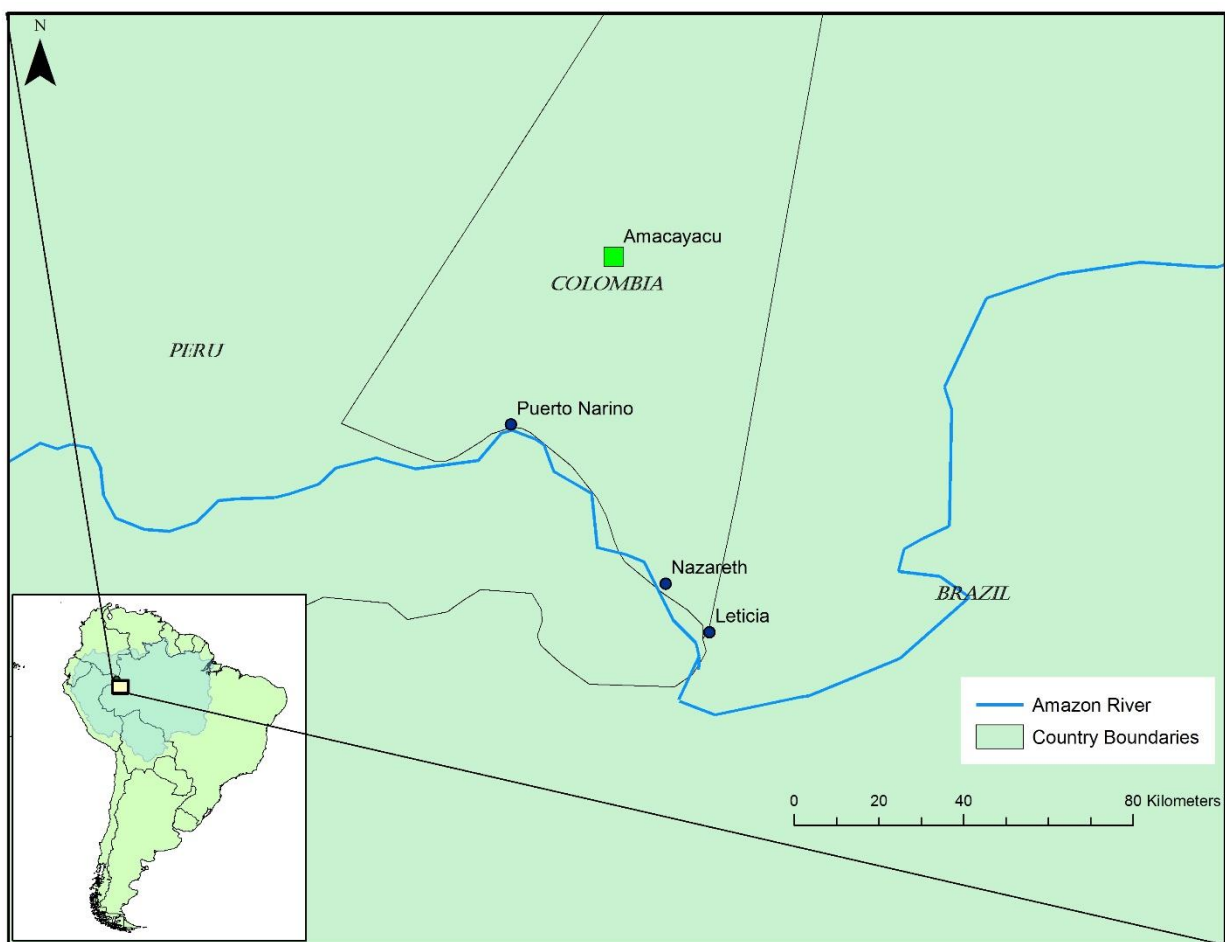 N
Amacayacu
COLOMBIA
PERU
Puerto Narino
Nazareth
BRAZIL
Leticia
Amazon River
Country Boundaries
0 20 40 80 Kilometers